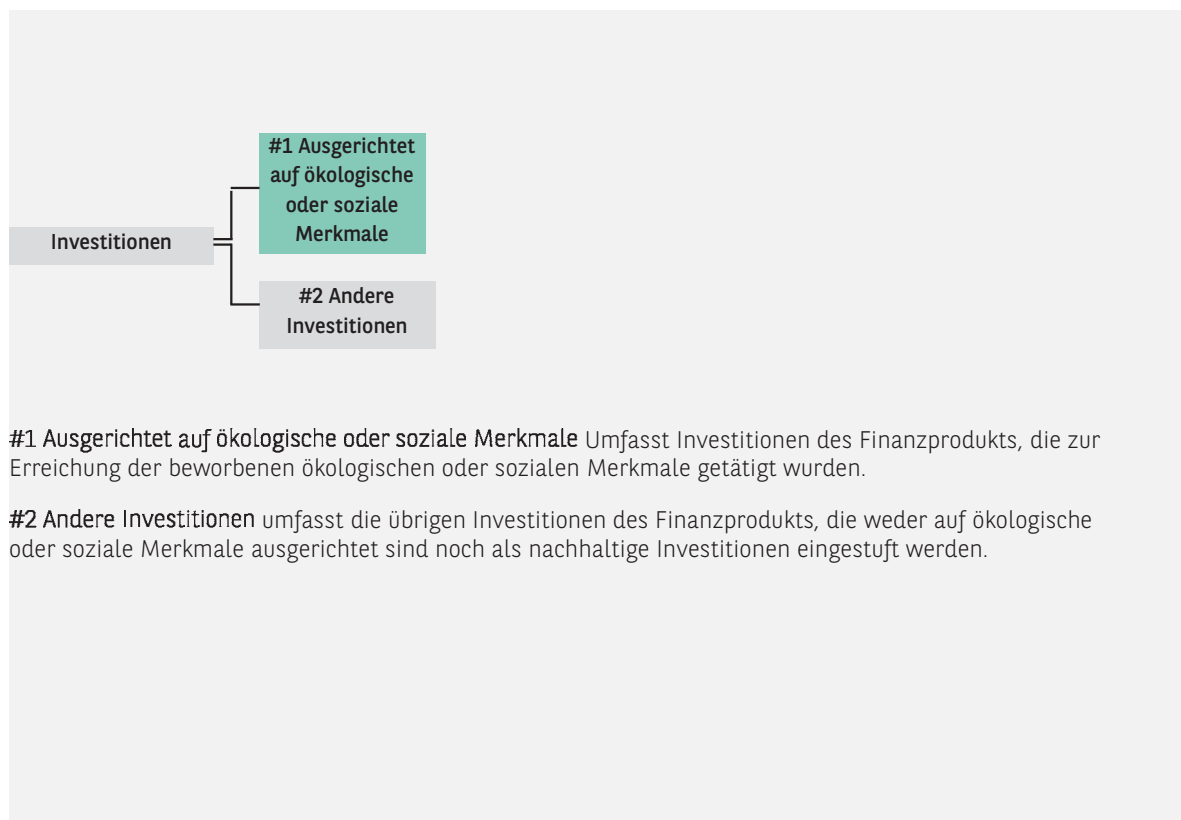 #1 Ausgerichtet
auf ökologische
oder soziale
Merkmale
Investitionen
#2 Andere
Investitionen
#1 Ausgerichtet auf ökologische oder soziale Merkmale Umfasst Investitionen des Finanzprodukts, die zur
Erreichung der beworbenen ökologischen oder sozialen Merkmale getätigt wurden.
#2 Andere Investitionen umfasst die übrigen Investitionen des Finanzprodukts, die weder auf ökologische
oder soziale Merkmale ausgerichtet sind noch als nachhaltige Investitionen eingestuft werden.